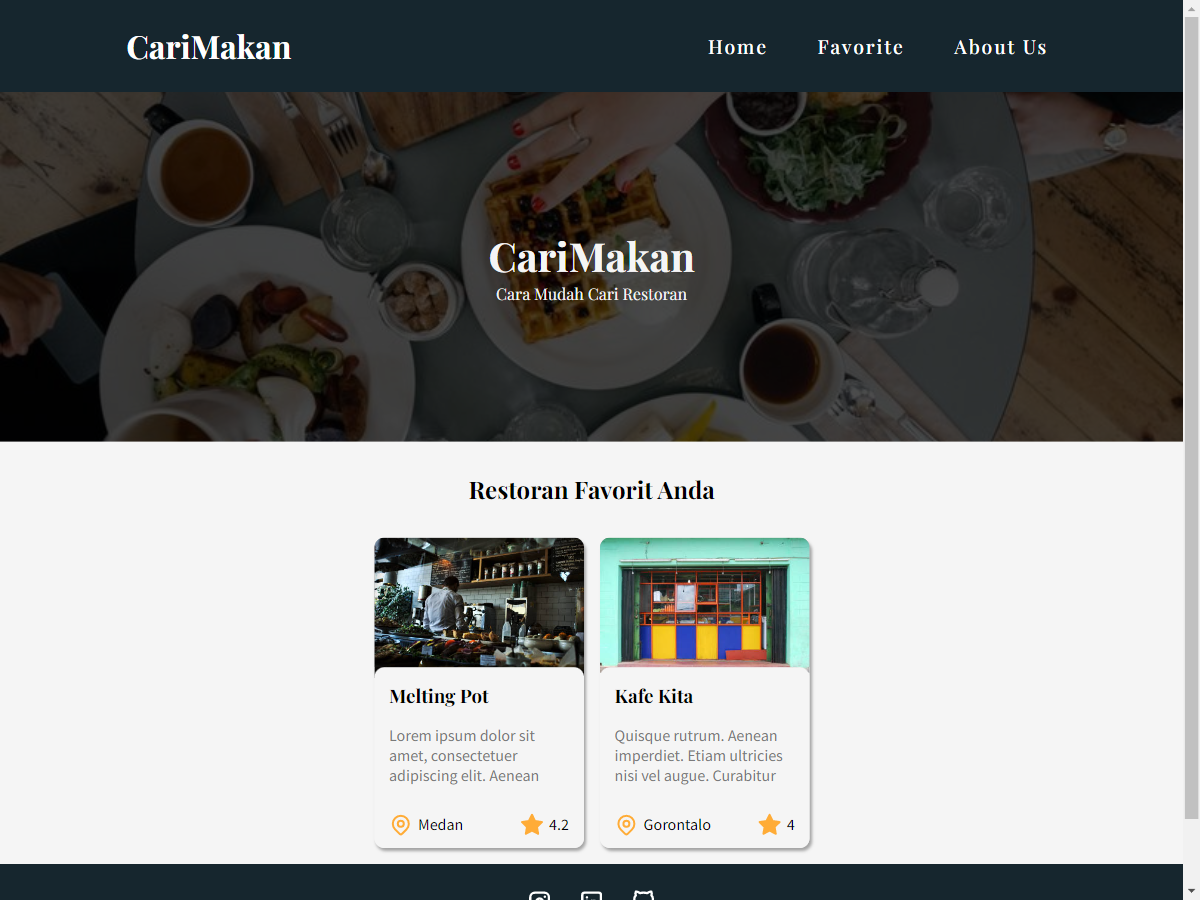 CariMakan
Home
Favorite
About Us
CariMakan
Cara Mudah Cari Restoran
Restoran Favorit Anda
Melting Pot
Lorem ipsum dolor sit
amet, consectetuer
adipiscing elit. Aenean
Medan
4.2
Kafe Kita
Quisque rutrum. Aenean
imperdiet. Etiam ultricies
nisi vel augue. Curabitur
Gorontalo
4